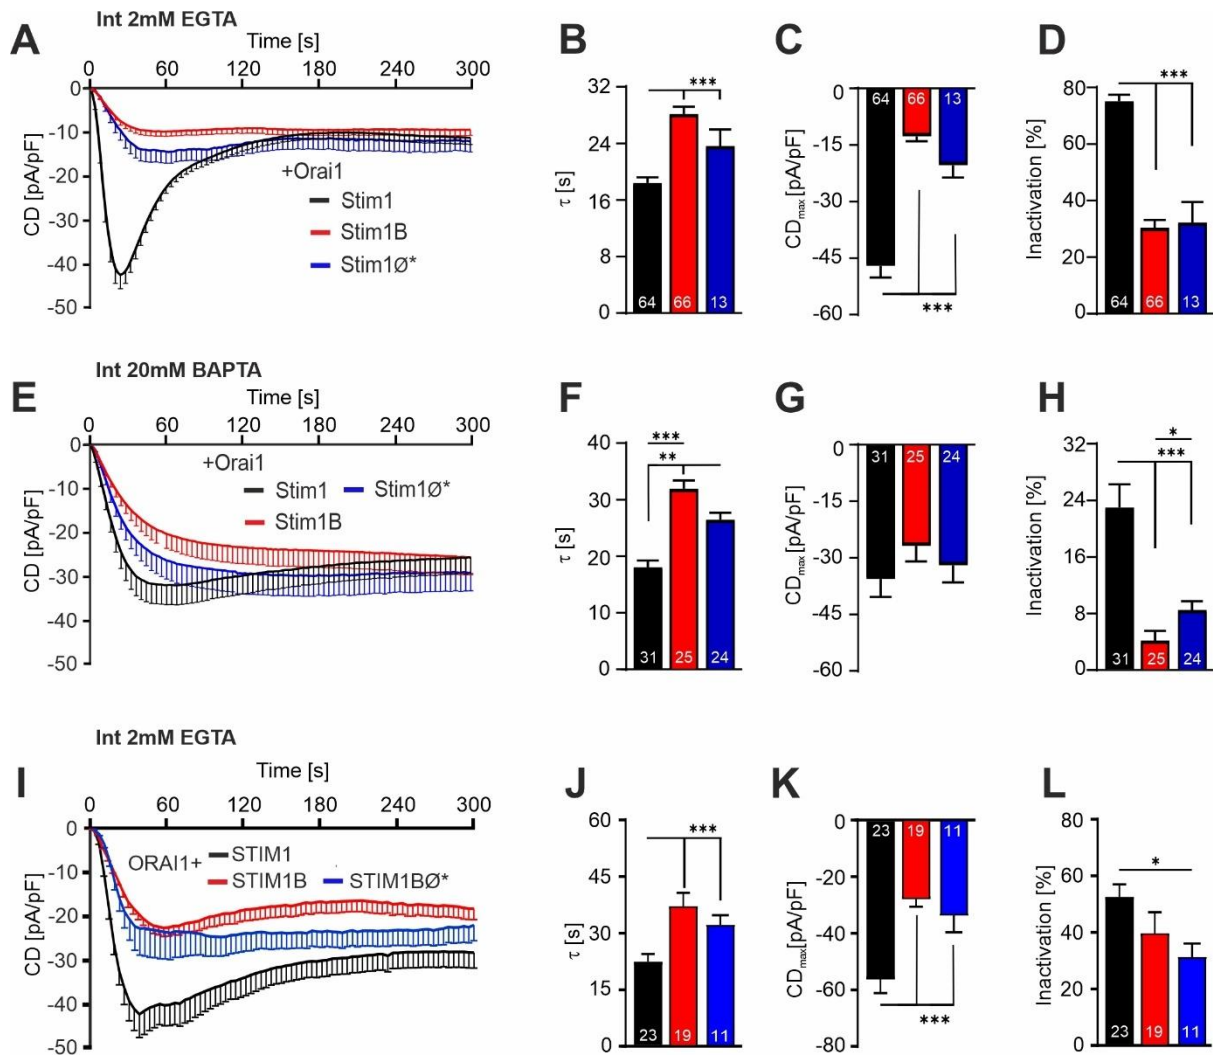 Int 2mM EGTA
A
Time [s]
0 60 120 180 240 300
0
-10
-20
-30
-40
-50
CD [pA/pF]
+Orai1
Stim1
Stim1B
Stim1Ø*
B
32
24
16
8
0
τ [s]
***
64 66 13
C
0
-15
-30
-45
-60
CDmax [pA/pF]
64 66 13
***
D
80
60
40
20
0
Inactivation [%]
***
64 66 13
Int 20mM BAPTA
E
Time [s]
0 60 120 180 240 300
0
-10
-20
-30
-40
-50
CD [pA/pF]
+Orai1
Stim1 Stim1Ø*
Stim1B
F
40
30
20
10
0
τ [s]
***
**
31 25 24
G
0
-15
-30
-45
-60
CDmax [pA/pF]
31 25 24
H
32
24
16
8
0
Inactivation [%]
*
***
31 25 24
Int 2mM EGTA
I
Time [s]
0 60 120 180 240 300
0
-10
-20
-30
-40
-50
CD [pA/pF]
ORAI1+ STIM1
STIM1B STIM1BØ*
J
60
45
30
15
0
τ [s]
***
23 19 11
K
0
-20
-40
-60
-80
CDmax[pA/pF]
23 19 11
***
L
80
60
40
20
0
Inactivation [%]
*
23 19 11